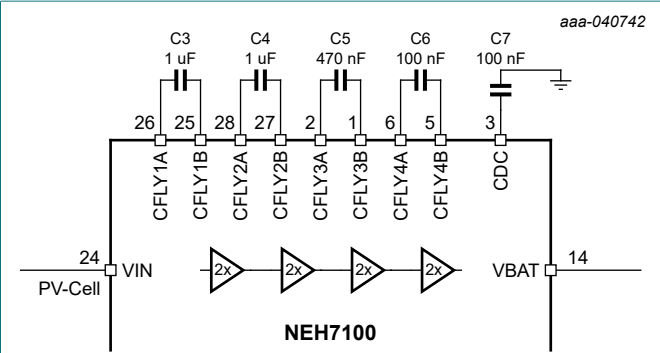 aaa-040742
C3 C4 C5 C6 C7
1 uF 1 uF 470 nF 100 nF 100 nF
26 25 28 27 2 1 6 5 3
CFLY1A CFLY1B CFLY2A CFLY2B CFLY3A CFLY3B CFLY4A CFLY4B CDC
24 VIN 2x 2x 2x 2x VBAT 14
PV-Cell
NEH7100